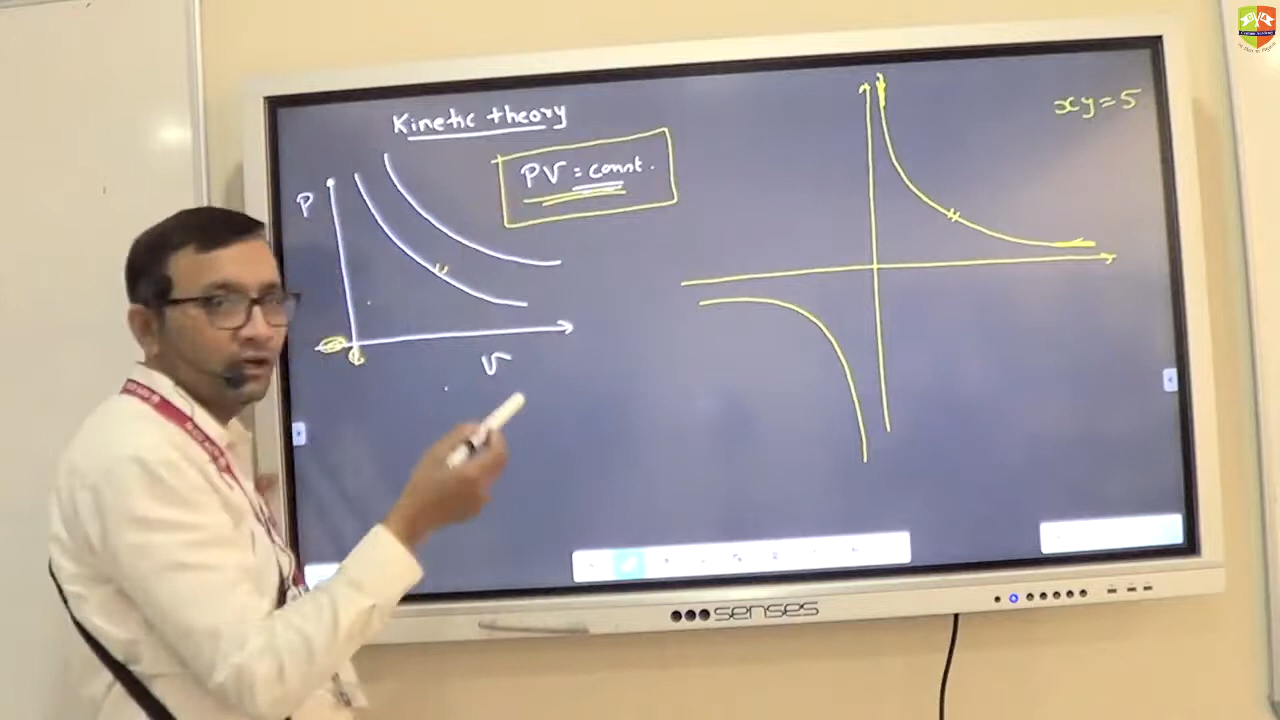 Kinetic theory
PV = const.
xy = 5
P
V
senses